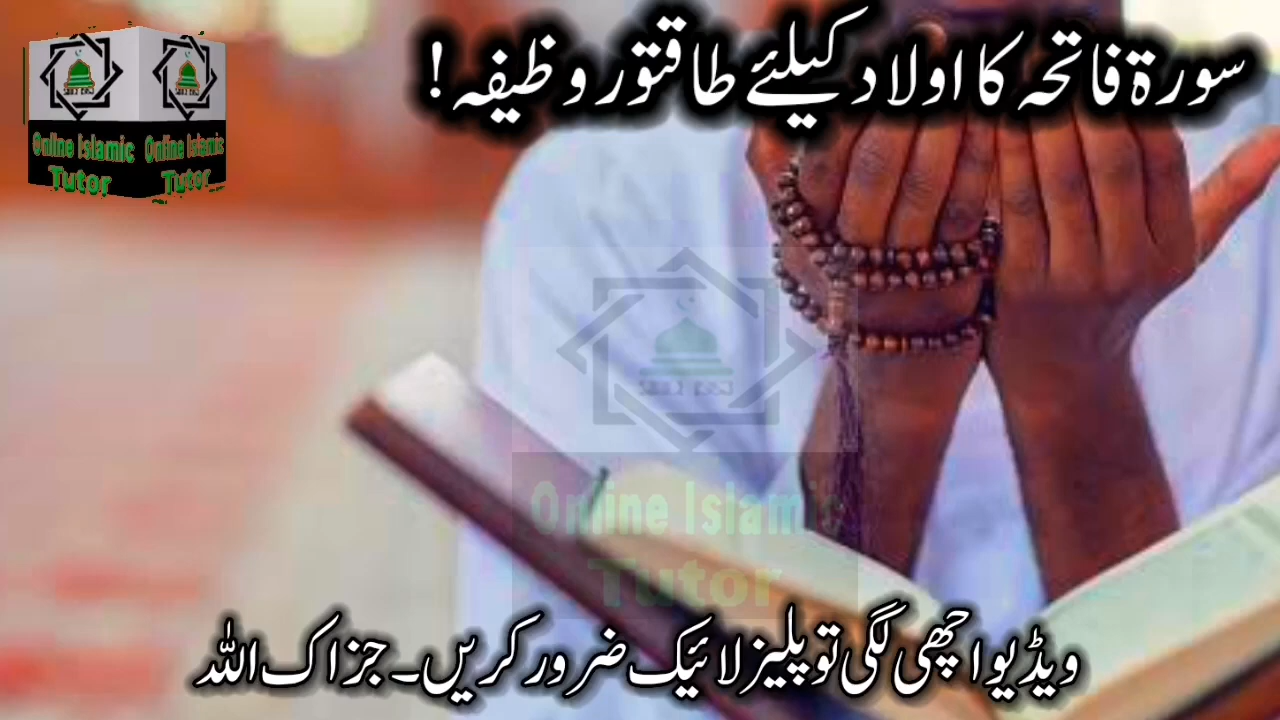 سورۃ فاتحہ کا اولاد کیلئے طاقتور وظیفہ!
Online Islamic
Tutor
Online Islamic
Tutor
Online Islamic
Tutor
ویڈیو اچھی لگی تو پلیز لائیک ضرور کریں۔ جزاک اللہ